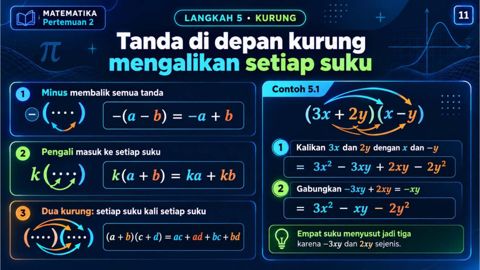 MATEMATIKA
Pertemuan 2
LANGKAH 5 • KURUNG
11
Tanda di depan kurung
mengalikan setiap suku
1 Minus membalik semua tanda
− (····)
−(a − b) = −a + b
2 Pengali masuk ke setiap suku
k(····)
k(a + b) = ka + kb
3 Dua kurung: setiap suku kali setiap suku
(····)(····)
(a + b)(c + d) = ac + ad + bc + bd
Contoh 5.1
(3x + 2y)(x − y)
1 Kalikan 3x dan 2y dengan x dan −y
= 3x² − 3xy + 2xy − 2y²
2 Gabungkan −3xy + 2xy = −xy
= 3x² − xy − 2y²
Empat suku menyusut jadi tiga
karena −3xy dan 2xy sejenis.
π